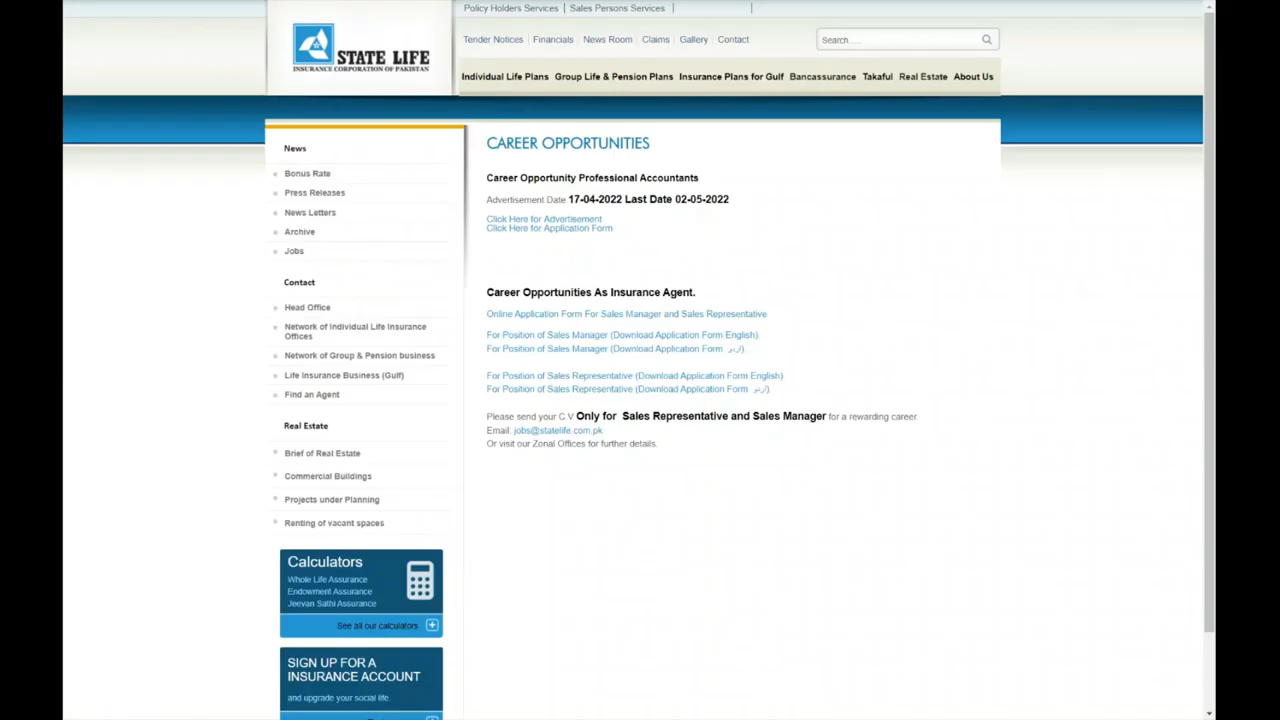 Policy Holders Services | Sales Persons Services | |
Tender Notices | Financials | News Room | Claims | Gallery | Contact
Search.....
STATE LIFE
INSURANCE CORPORATION OF PAKISTAN
Individual Life Plans Group Life & Pension Plans Insurance Plans for Gulf Bancassurance Takaful Real Estate About Us
News
Bonus Rate
Press Releases
News Letters
Archive
Jobs
Contact
Head Office
Network of Individual Life Insurance
Offices
Network of Group & Pension business
Life Insurance Business (Gulf)
Find an Agent
Real Estate
Brief of Real Estate
Commercial Buildings
Projects under Planning
Renting of vacant spaces
Calculators
Whole Life Assurance
Endowment Assurance
Jeevan Sathi Assurance
See all our calculators
SIGN UP FOR A
INSURANCE ACCOUNT
and upgrade your social life.
CAREER OPPORTUNITIES
Career Opportunity Professional Accountants
Advertisement Date 17-04-2022 Last Date 02-05-2022
Click Here for Advertisement
Click Here for Application Form
Career Opportunities As Insurance Agent.
Online Application Form For Sales Manager and Sales Representative
For Position of Sales Manager (Download Application Form English)
For Position of Sales Manager (Download Application Form اردو)
For Position of Sales Representative (Download Application Form English)
For Position of Sales Representative (Download Application Form اردو)
Please send your C.V Only for Sales Representative and Sales Manager for a rewarding career.
Email: jobs@statelife.com.pk
Or visit our Zonal Offices for further details.